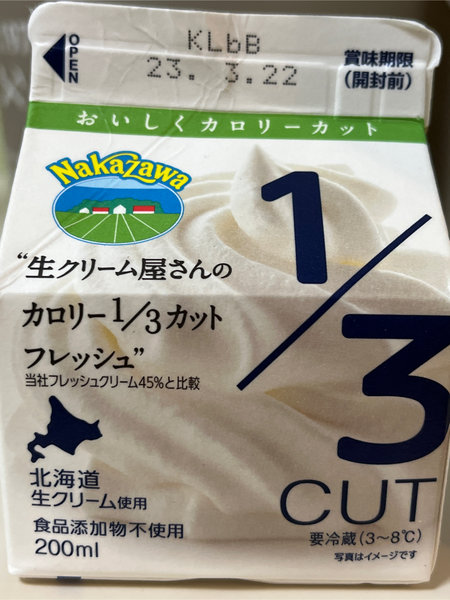 OPEN
KLbB
23. 3.22
賞味期限
(開封前)
おいしくカロリーカット
Nakazawa
1/3
"生クリーム屋さんの
カロリー1/3カット
フレッシュ"
当社フレッシュクリーム45%と比較
北海道
生クリーム使用
食品添加物不使用
200ml
CUT
要冷蔵(3~8℃)
写真はイメージです